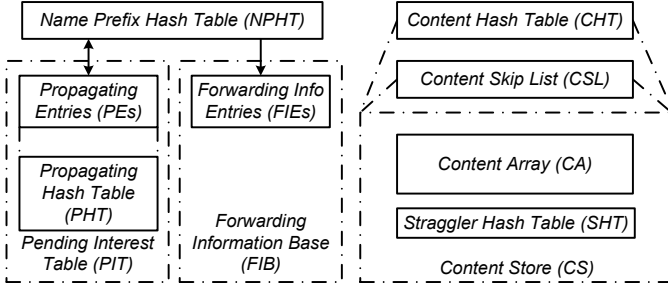 Name Prefix Hash Table (NPHT)
Propagating
Entries (PEs)
Propagating
Hash Table
(PHT)
Pending Interest
Table (PIT)
Forwarding Info
Entries (FIEs)
Forwarding
Information Base
(FIB)
Content Hash Table (CHT)
Content Skip List (CSL)
Content Array (CA)
Straggler Hash Table (SHT)
Content Store (CS)